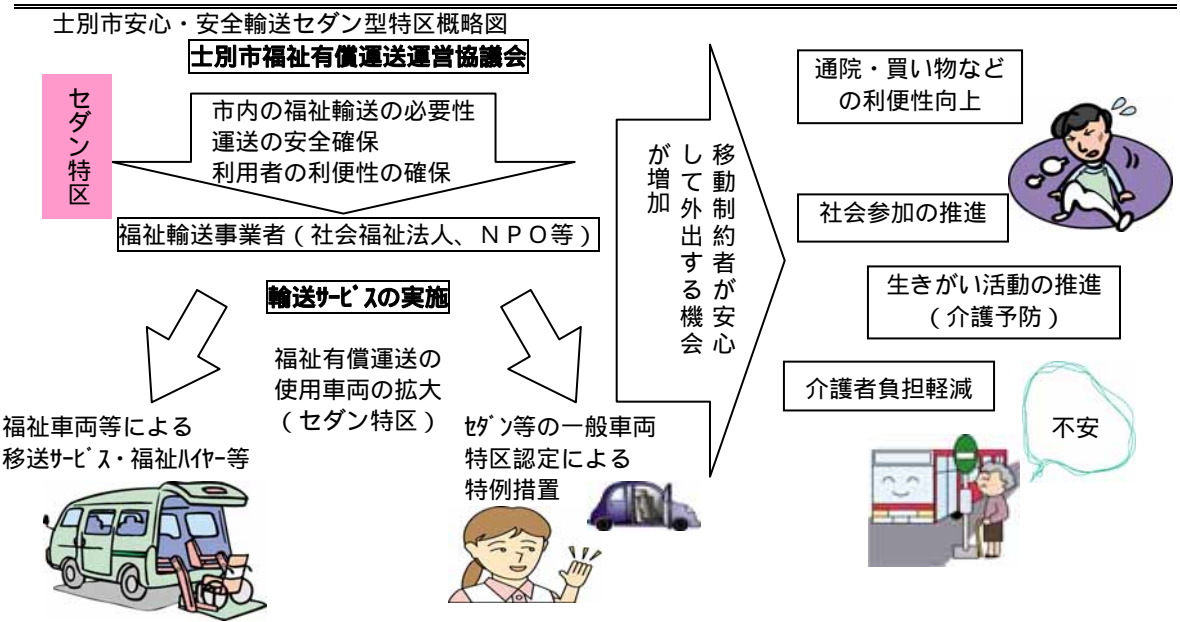 士別市安心・安全輸送セダン型特区概略図
士別市福祉有償運送運営協議会
セダン特区
市内の福祉輸送の必要性
運送の安全確保
利用者の利便性の確保
福祉輸送事業者(社会福祉法人、NPO等)
輸送ｻｰﾋﾞｽの実施
福祉有償運送の
使用車両の拡大
(セダン特区)
福祉車両等による
移送ｻｰﾋﾞｽ・福祉ﾊｲﾔｰ等
ｾﾀﾞﾝ等の一般車両
特区認定による
特例措置
移動制約者が安心
して外出する機会
が増加
通院・買い物など
の利便性向上
社会参加の推進
生きがい活動の推進
(介護予防)
介護者負担軽減
不安